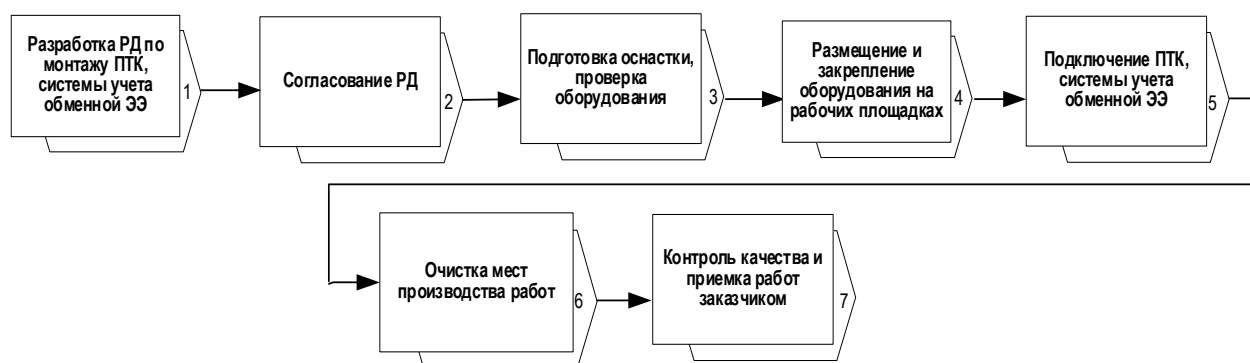 Разработка РД по
монтажу ПТК,
системы учета
обменной ЭЭ
1
Согласование РД
2
Подготовка оснастки,
проверка
оборудования
3
Размещение и
закрепление
оборудования на
рабочих площадках
4
Подключение ПТК,
системы учета
обменной ЭЭ
5
Очистка мест
производства работ
6
Контроль качества и
приемка работ
заказчиком
7